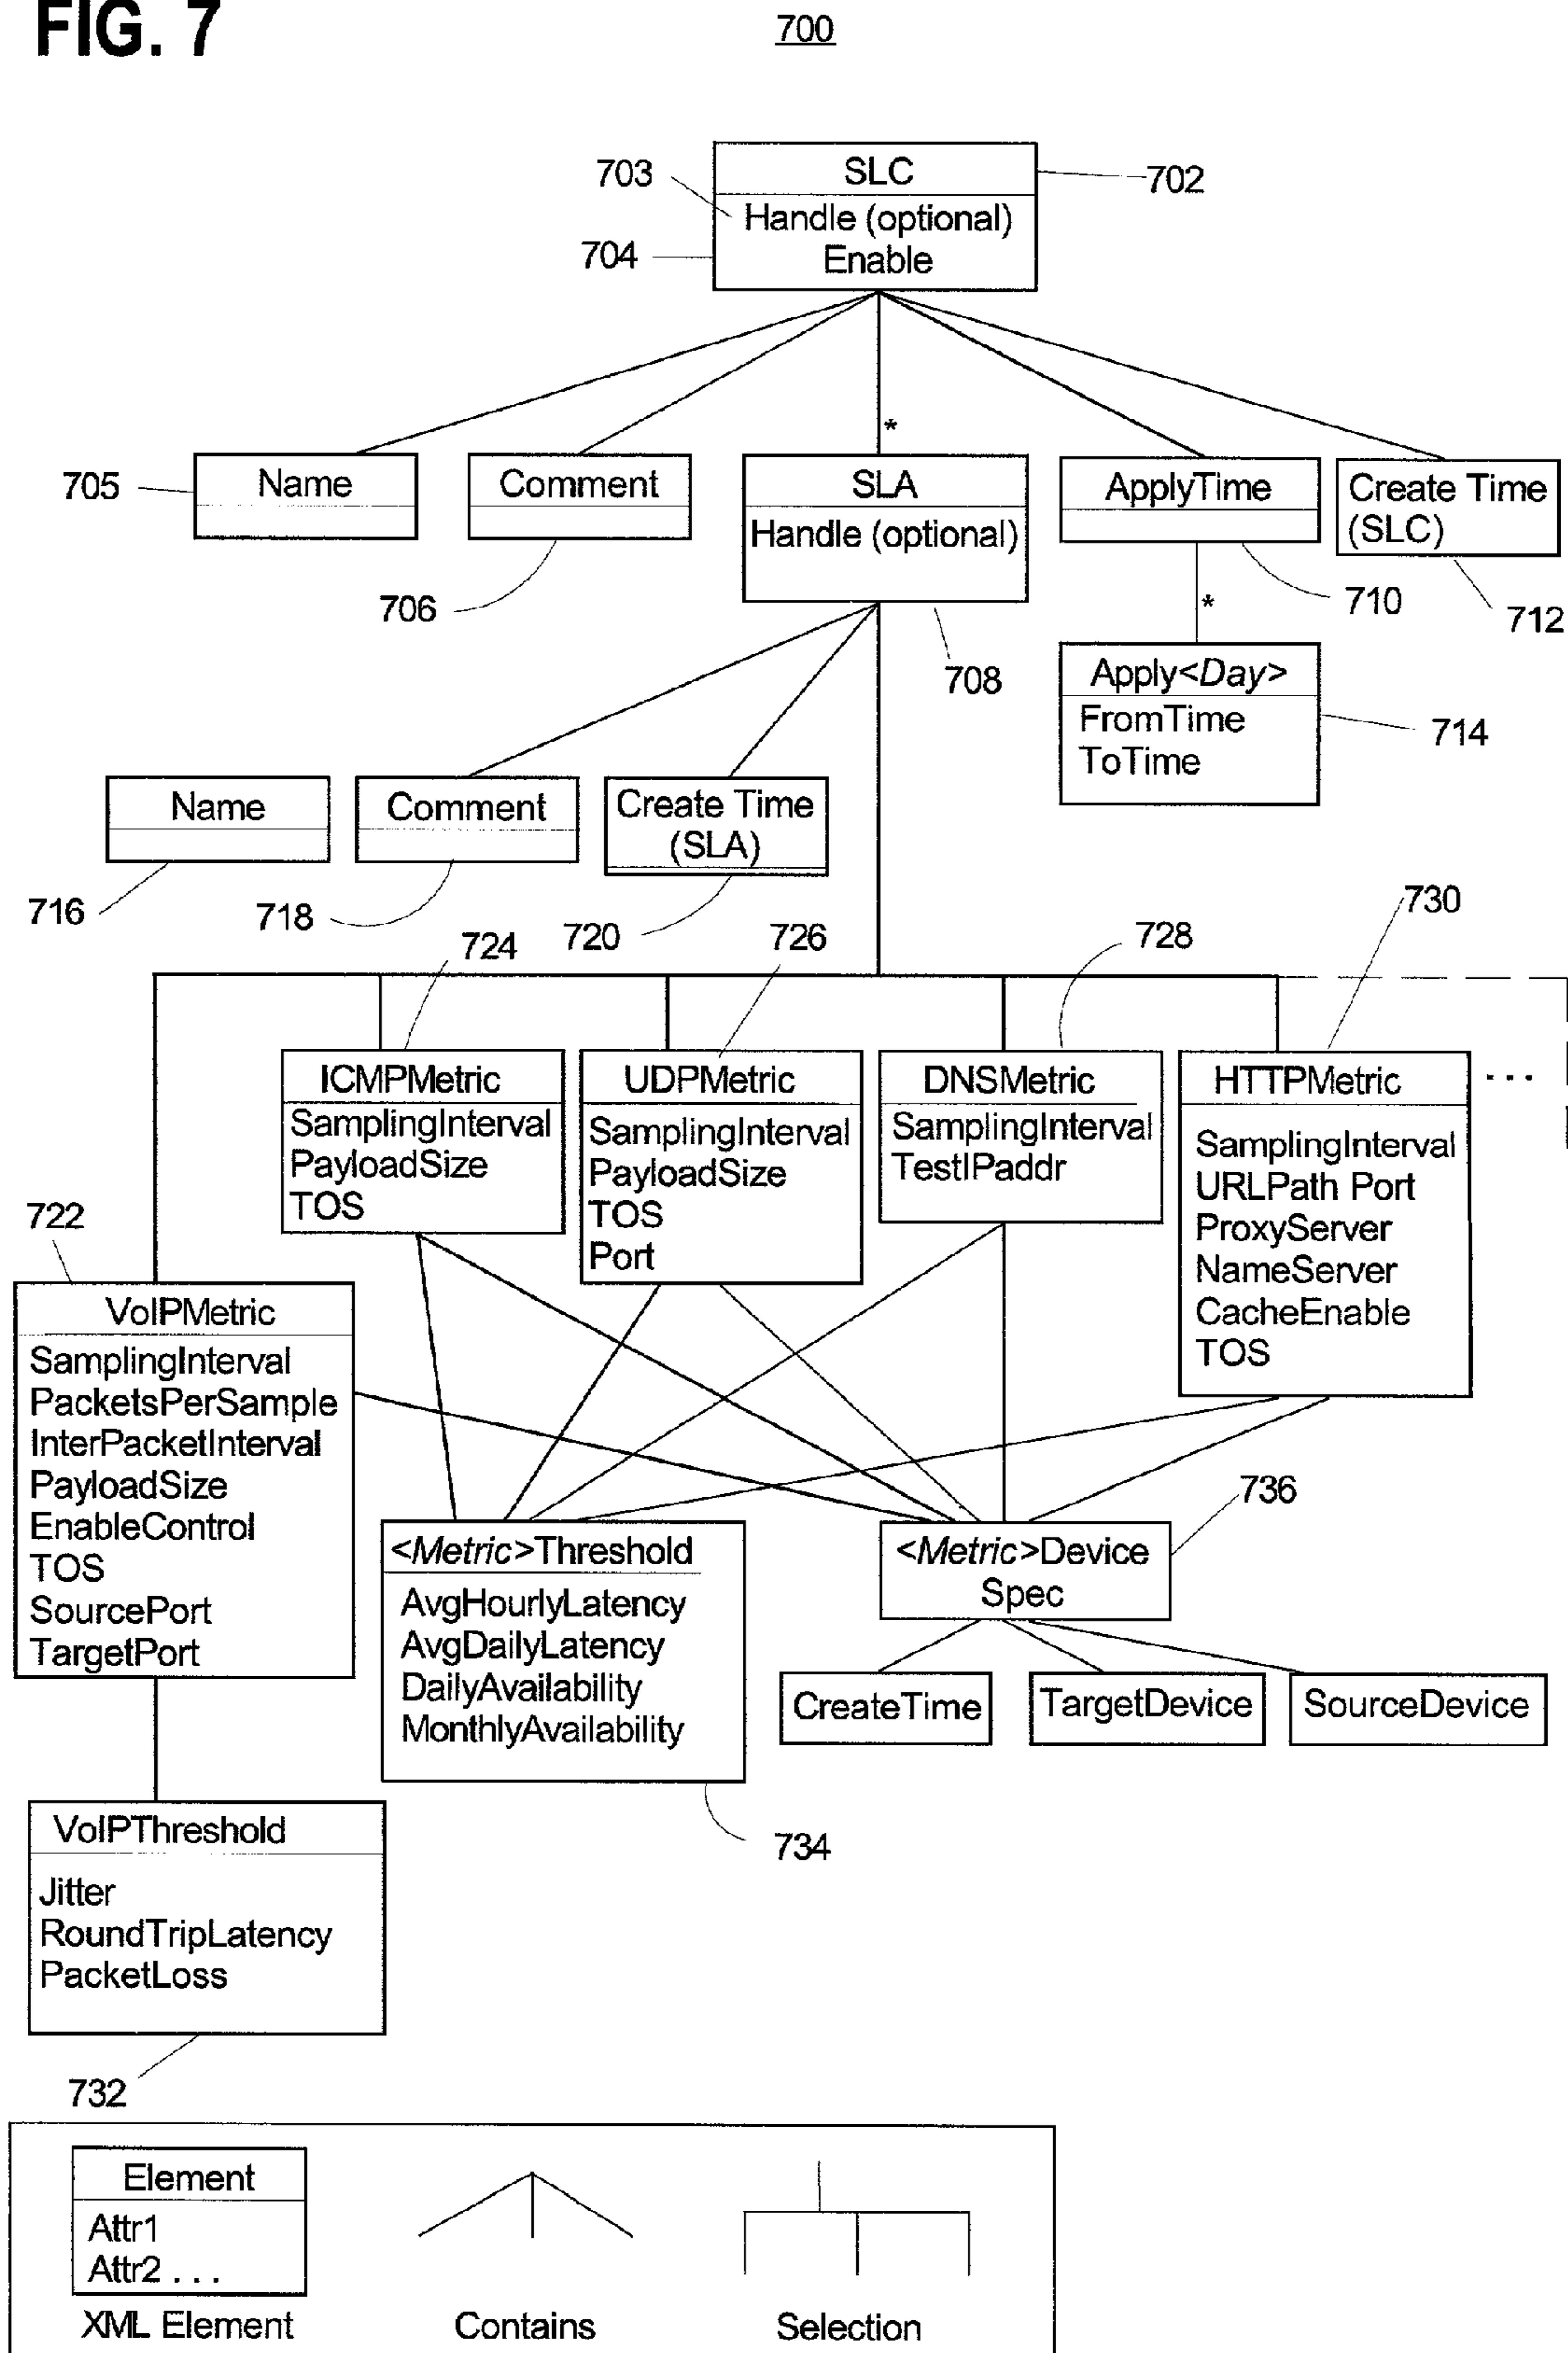 FIG. 7
700
703
SLC
702
Handle (optional)
704
Enable
*
705
Name
Comment
SLA
Handle (optional)
ApplyTime
Create Time
(SLC)
706
708
*
710
712
Apply<Day>
FromTime
ToTime
714
Name
Comment
Create Time
(SLA)
716
718
720
724
726
728
730
ICMPMetric
SamplingInterval
PayloadSize
TOS
UDPMetric
SamplingInterval
PayloadSize
TOS
Port
DNSMetric
SamplingInterval
TestIPaddr
HTTPMetric
SamplingInterval
URLPath Port
ProxyServer
NameServer
CacheEnable
TOS
. . .
722
VoIPMetric
SamplingInterval
PacketsPerSample
InterPacketInterval
PayloadSize
EnableControl
TOS
SourcePort
TargetPort
<Metric>Threshold
AvgHourlyLatency
AvgDailyLatency
DailyAvailability
MonthlyAvailability
734
736
<Metric>Device
Spec
CreateTime
TargetDevice
SourceDevice
VoIPThreshold
Jitter
RoundTripLatency
PacketLoss
732
Element
Attr1
Attr2 . . .
XML Element
Contains
Selection